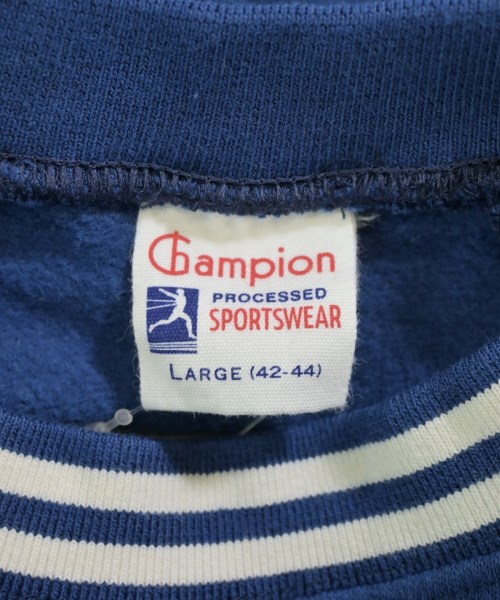 Champion
PROCESSED
SPORTSWEAR
LARGE (42-44)